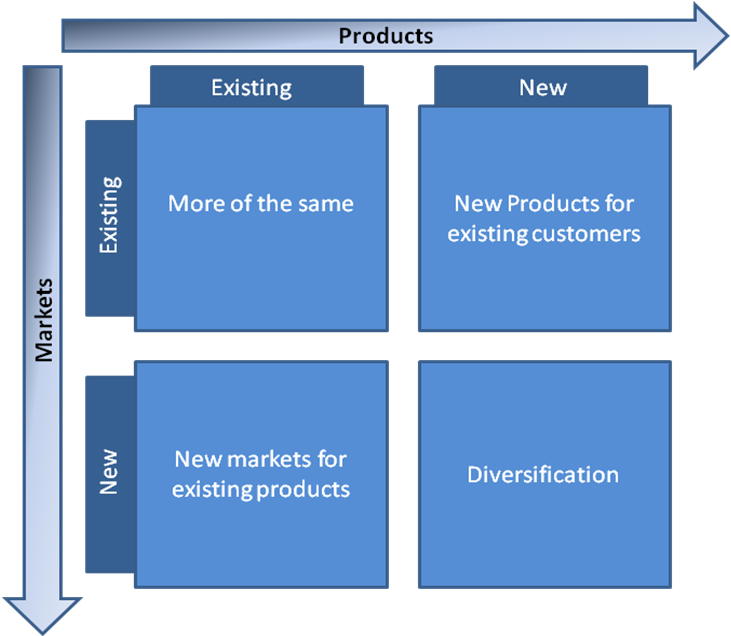 Products
Existing
New
Markets
Existing
More of the same
New Products for
existing customers
New
New markets for
existing products
Diversification